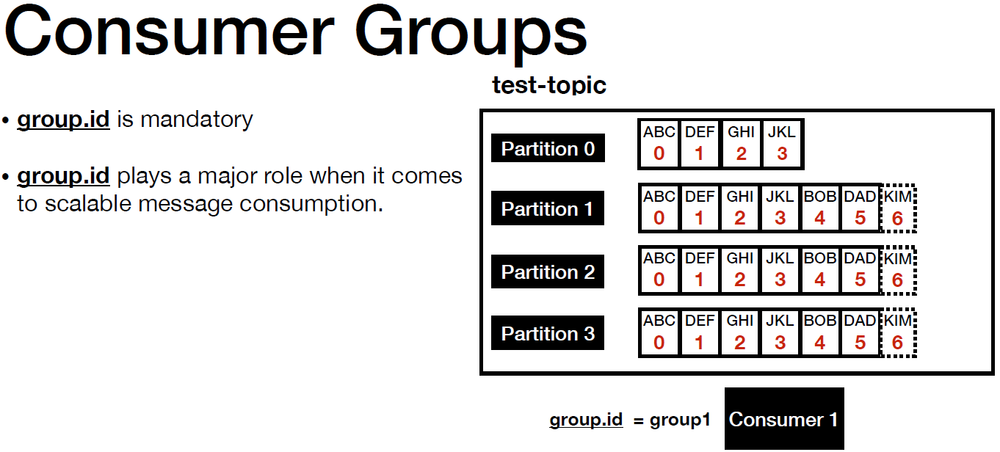 Consumer Groups
• group.id is mandatory
• group.id plays a major role when it comes
to scalable message consumption.
test-topic
Partition 0
ABC DEF GHI JKL
0 1 2 3
Partition 1
ABC DEF GHI JKL BOB DAD KIM
0 1 2 3 4 5 6
Partition 2
ABC DEF GHI JKL BOB DAD KIM
0 1 2 3 4 5 6
Partition 3
ABC DEF GHI JKL BOB DAD KIM
0 1 2 3 4 5 6
group.id = group1
Consumer 1